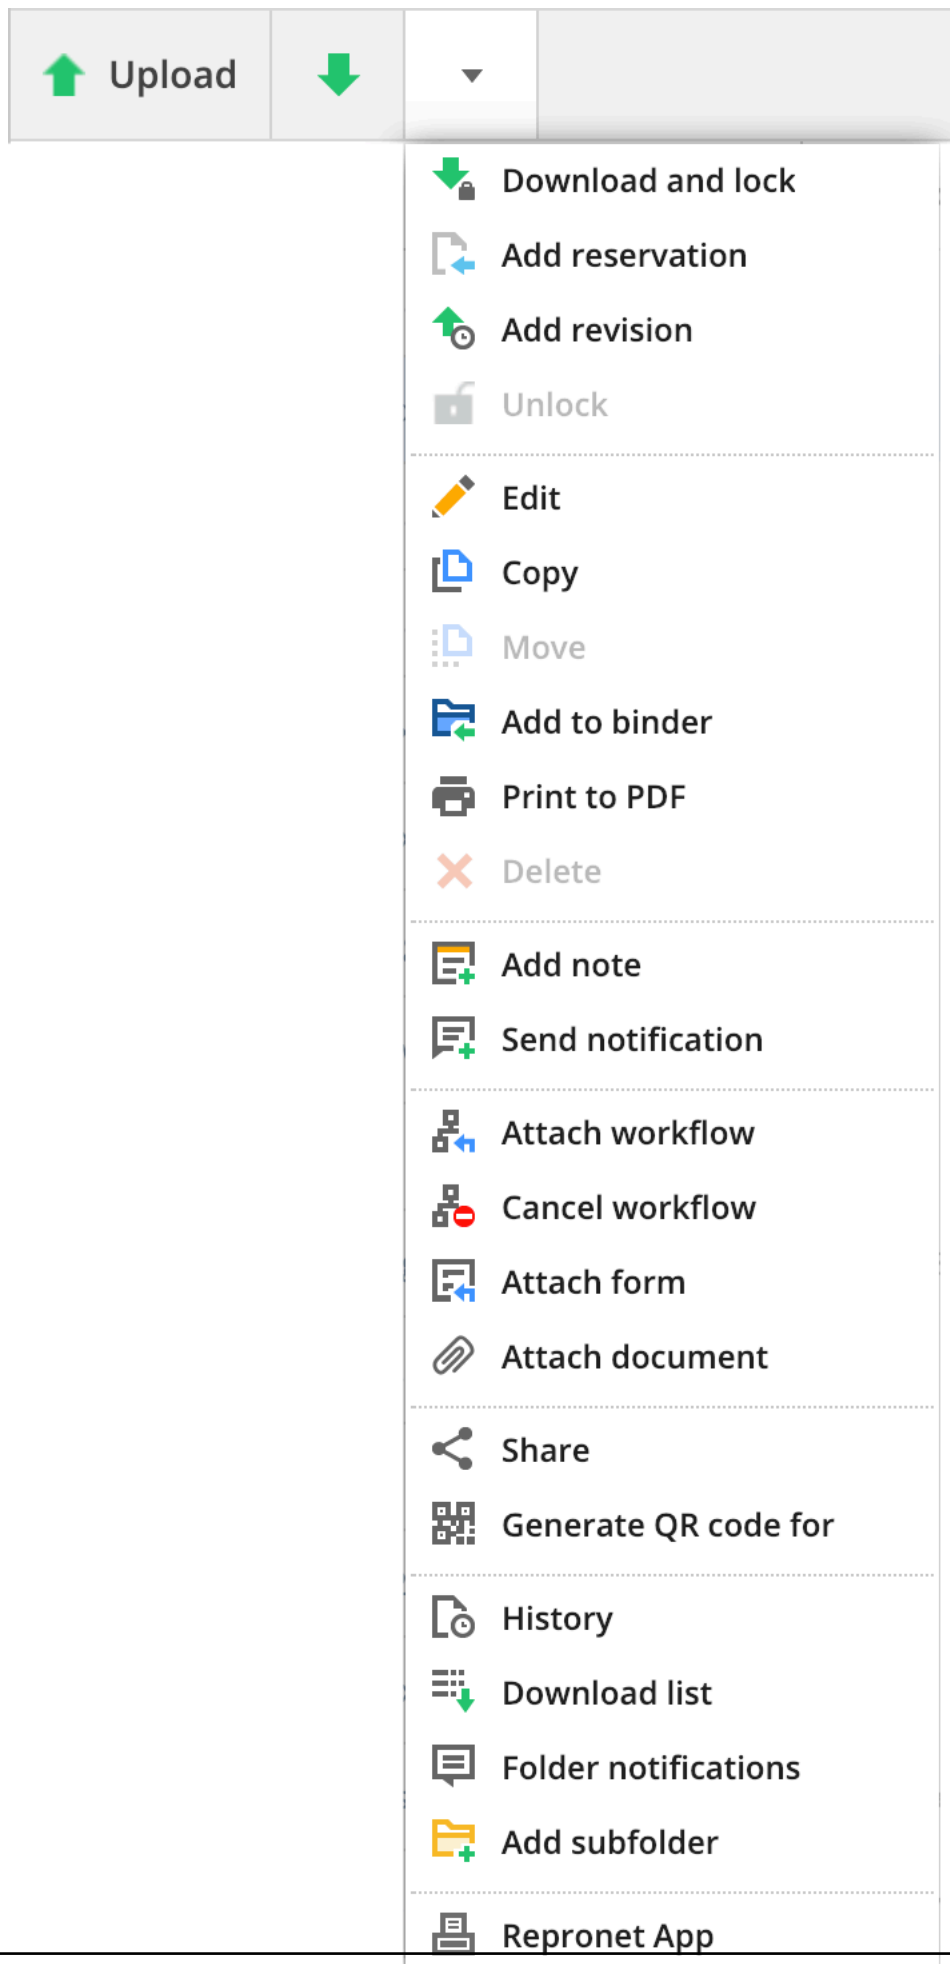 Upload
Download and lock
Add reservation
Add revision
Unlock
Edit
Copy
Move
Add to binder
Print to PDF
Delete
Add note
Send notification
Attach workflow
Cancel workflow
Attach form
Attach document
Share
Generate QR code for
History
Download list
Folder notifications
Add subfolder
Repronet App